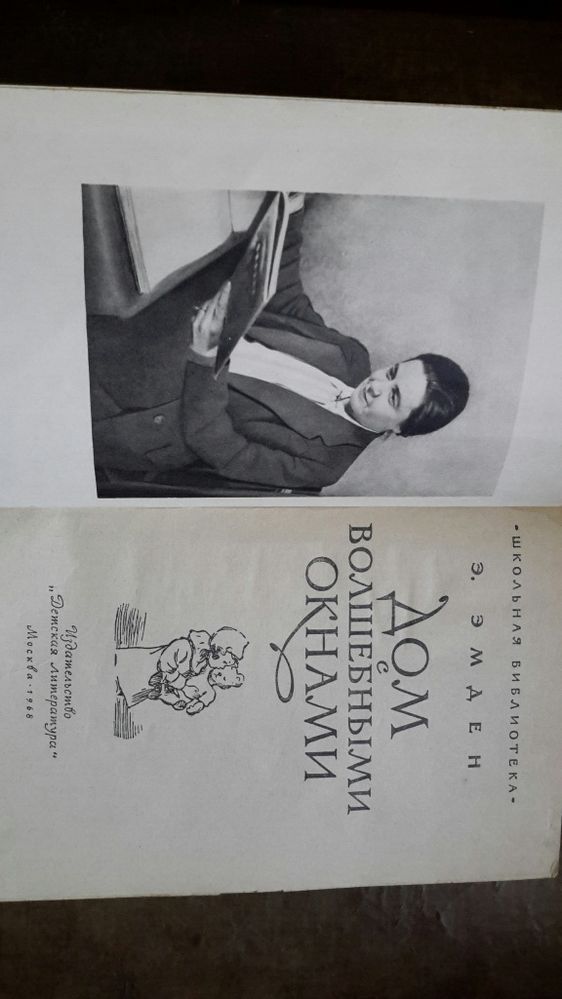 "ШКОЛЬНАЯ БИБЛИОТЕКА"
Э. ЭМДЕН
ДОМ
с
ВОЛШЕБНЫМИ
ОКНАМИ
Издательство
„Детская литература"
Москва · 1968